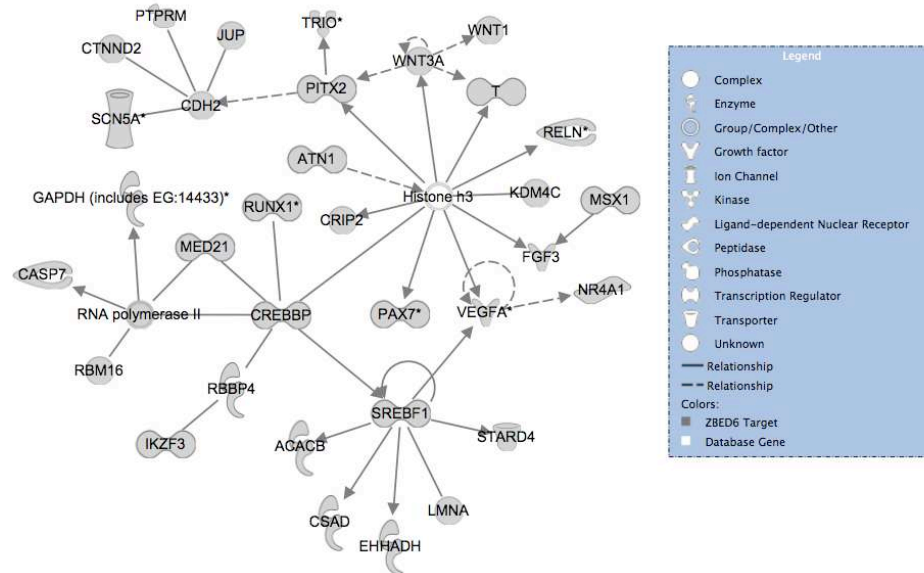 PTPRM
TRIO*
WNT1
CTNND2
JUP
WNT3A
PITX2
T
SCN5A*
CDH2
RELN*
ATN1
Histone h3
KDM4C
MSX1
GAPDH (includes EG:14433)*
RUNX1*
CRIP2
FGF3
MED21
CASP7
NR4A1
RNA polymerase II
CREBBP
PAX7*
VEGFA*
RBM16
RBBP4
SREBF1
STARD4
IKZF3
ACACB
CSAD
LMNA
EHHADH
Legend
Complex
Enzyme
Group/Complex/Other
Growth factor
Ion Channel
Kinase
Ligand-dependent Nuclear Receptor
Peptidase
Phosphatase
Transcription Regulator
Transporter
Unknown
Relationship
Relationship
Colors:
ZBED6 Target
Database Gene